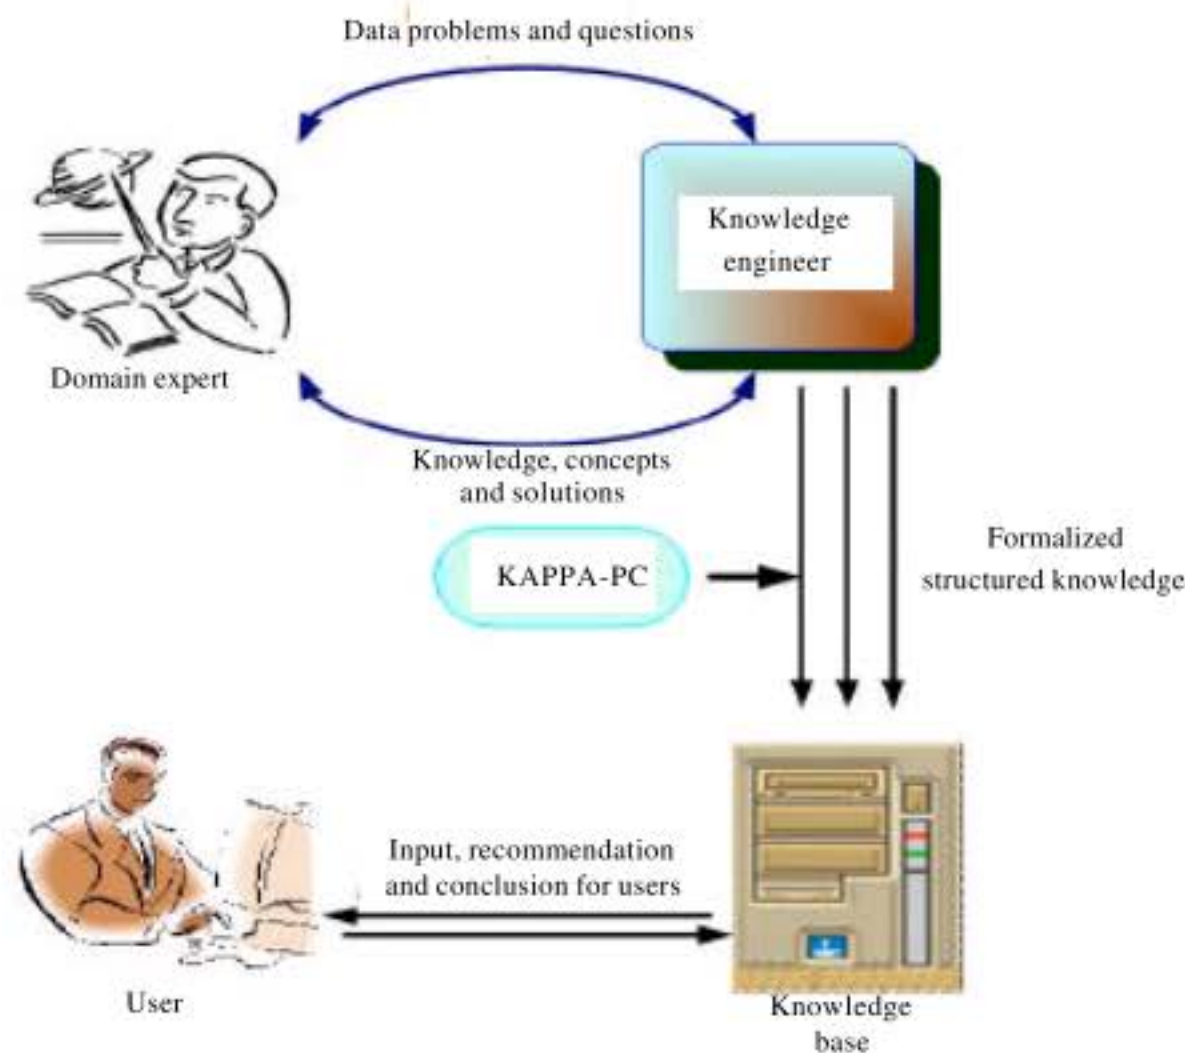 Data problems and questions
Knowledge
engineer
Domain expert
Knowledge, concepts
and solutions
KAPPA-PC
Formalized
structured knowledge
Input, recommendation
and conclusion for users
User
Knowledge
base